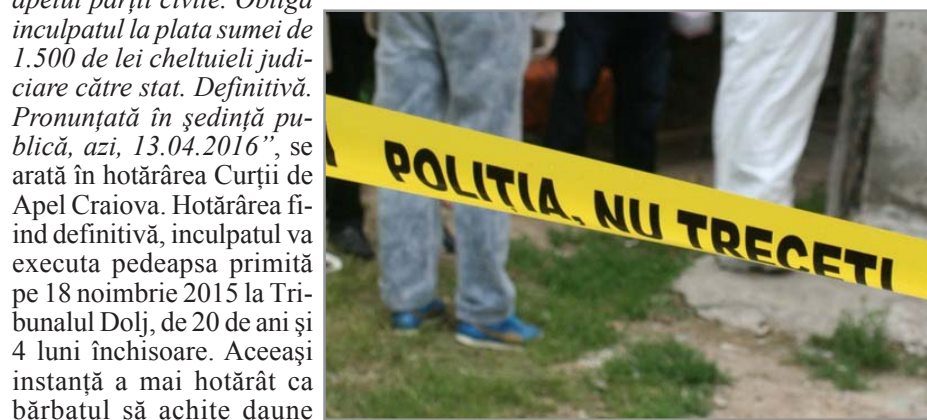 apelul părţii civile. Obligă
inculpatul la plata sumei de
1.500 de lei cheltuieli judi-
ciare către stat. Definitivă.
Pronunţată în şedinţă pu-
blică, azi, 13.04.2016”, se
arată în hotărârea Curţii de
Apel Craiova. Hotărârea fi-
ind definitivă, inculpatul va
executa pedeapsa primită
pe 18 noimbrie 2015 la Tri-
bunalul Dolj, de 20 de ani şi
4 luni închisoare. Aceeaşi
instanţă a mai hotărât ca
bărbatul să achite daune
POLITIA. NU TRECETI